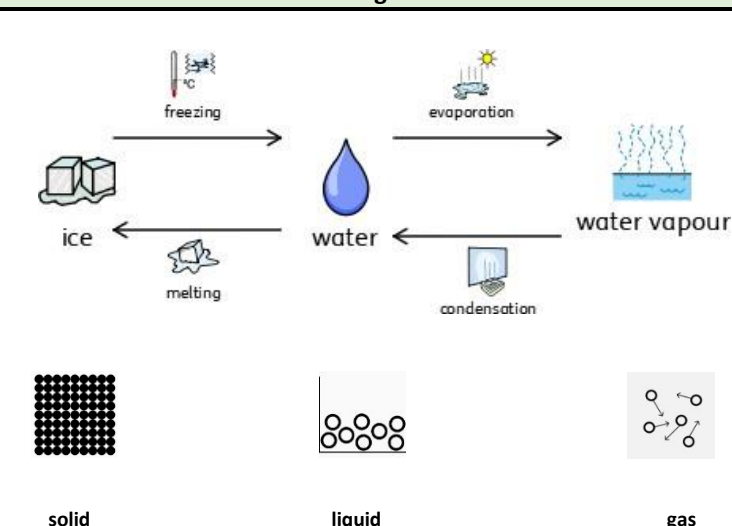 °C
freezing
evaporation
ice
water
water vapour
melting
condensation
solid
liquid
gas